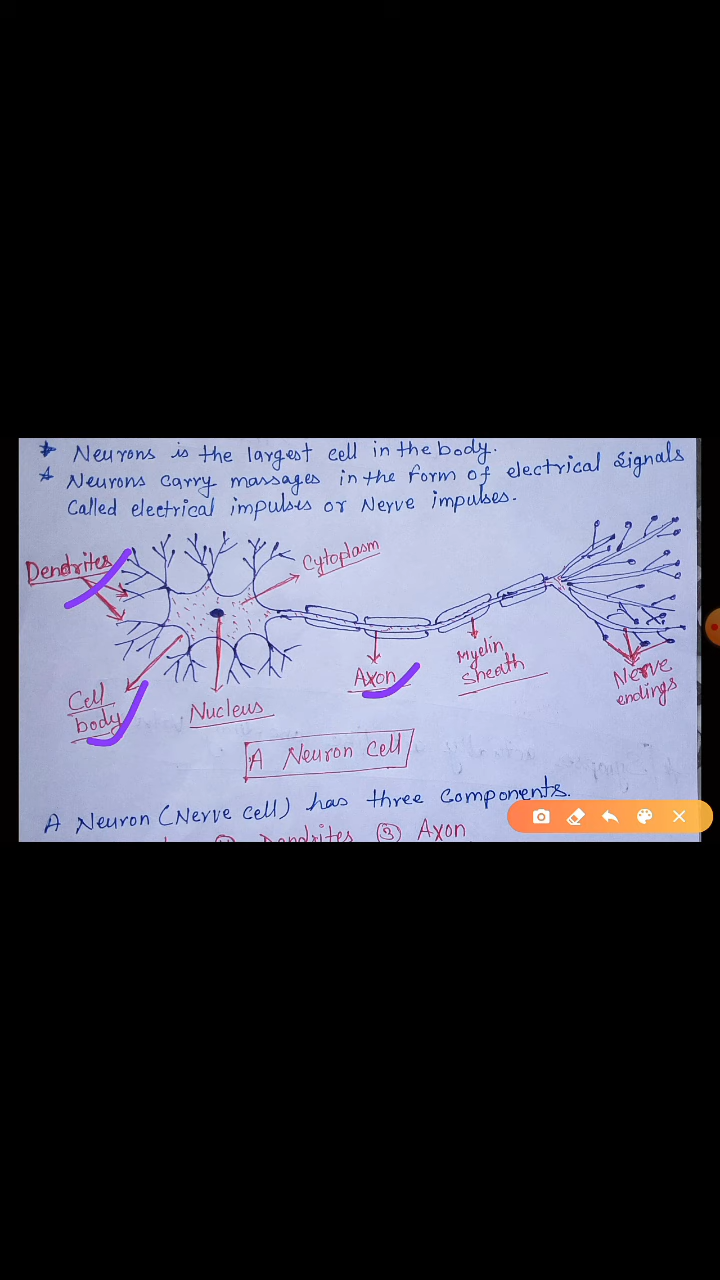 Neurons is the largest cell in the body.
Neurons carry massages in the form of electrical signals
called electrical impulses or Nerve impulses.
Dendrites
Cytoplasm
Cell
body
Nucleus
Axon
Myelin
Sheath
Nerve
endings
A Neuron Cell
A Neuron (Nerve cell) has three components.
Dendrites ③ Axon